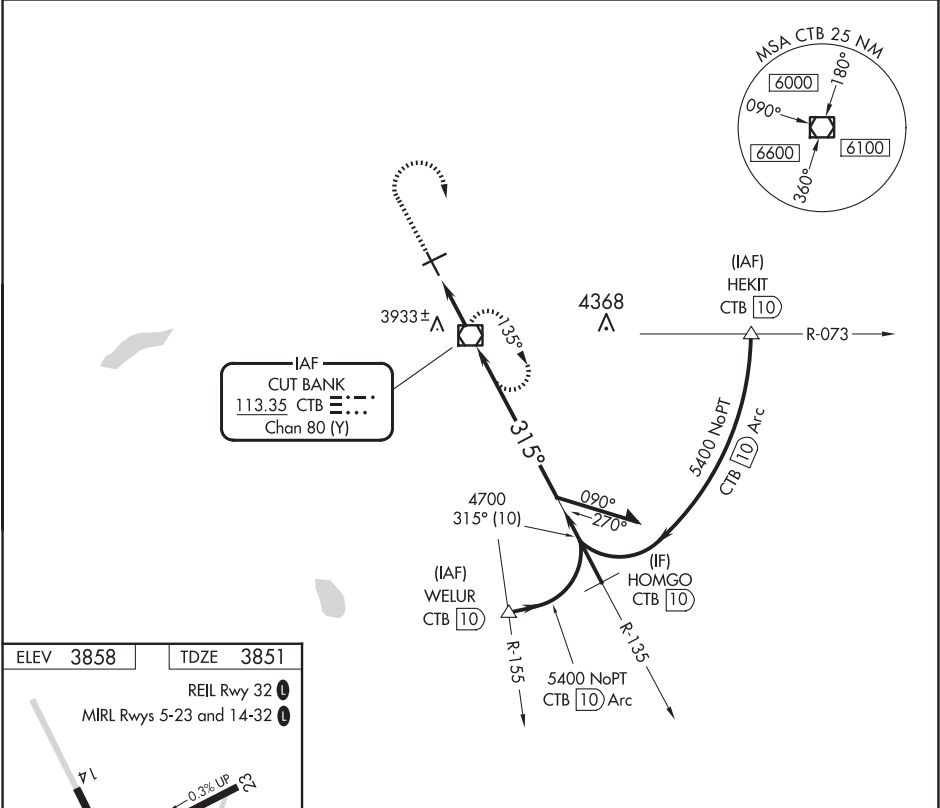 MSA CTB 25 NM
6000
180°
090°
6600
6100
360°
(IAF)
HEKIT
CTB 10
R-073
4368
3933±
135°
IAF
CUT BANK
113.35 CTB
Chan 80 (Y)
315°
5400 NoPT
CTB 10 Arc
4700
315° (10)
090°
270°
(IF)
HOMGO
CTB 10
(IAF)
WELUR
CTB 10
R-155
R-135
5400 NoPT
CTB 10 Arc
ELEV 3858
TDZE 3851
REIL Rwy 32 L
MIRL Rwys 5-23 and 14-32 L
14
0.3% UP
23